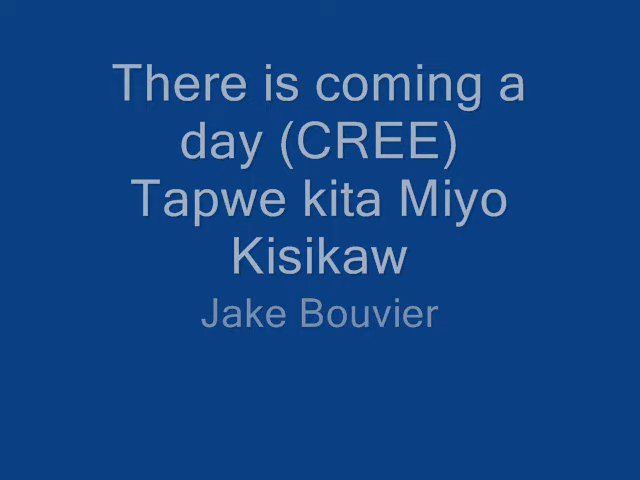 There is coming a
day (CREE)
Tapwe kita Miyo
Kisikaw
Jake Bouvier